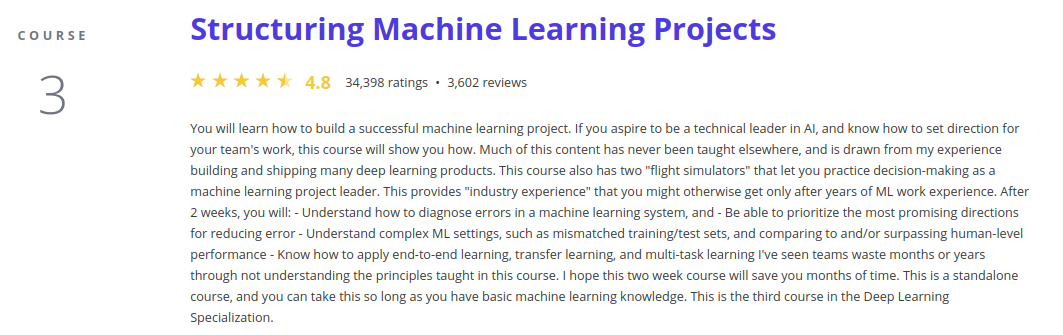 COURSE
3
Structuring Machine Learning Projects
4.8 34,398 ratings • 3,602 reviews
You will learn how to build a successful machine learning project. If you aspire to be a technical leader in AI, and know how to set direction for
your team's work, this course will show you how. Much of this content has never been taught elsewhere, and is drawn from my experience
building and shipping many deep learning products. This course also has two "flight simulators" that let you practice decision-making as a
machine learning project leader. This provides "industry experience" that you might otherwise get only after years of ML work experience. After
2 weeks, you will: - Understand how to diagnose errors in a machine learning system, and - Be able to prioritize the most promising directions
for reducing error - Understand complex ML settings, such as mismatched training/test sets, and comparing to and/or surpassing human-level
performance - Know how to apply end-to-end learning, transfer learning, and multi-task learning I've seen teams waste months or years
through not understanding the principles taught in this course. I hope this two week course will save you months of time. This is a standalone
course, and you can take this so long as you have basic machine learning knowledge. This is the third course in the Deep Learning
Specialization.